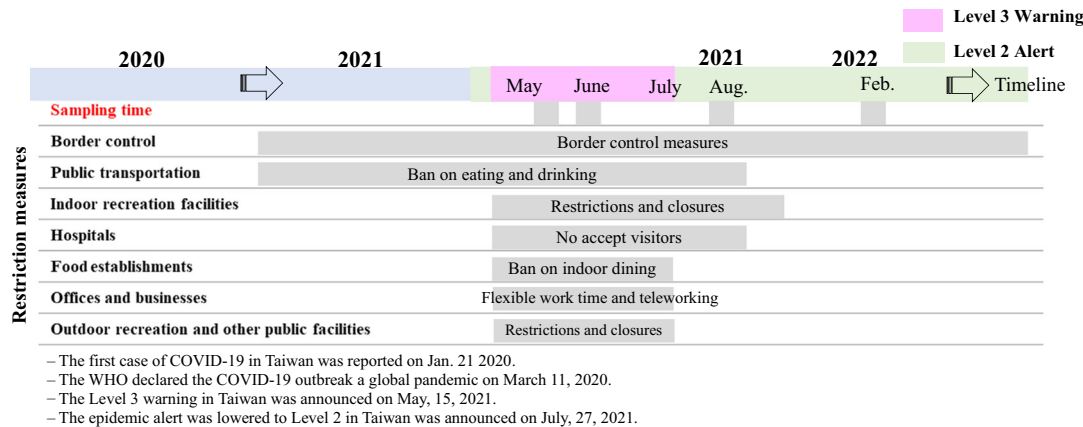 Level 3 Warning
Level 2 Alert
2020
2021
2021
2022
May
June
July
Aug.
Feb.
Timeline
Sampling time
Restriction measures
Border control
Border control measures
Public transportation
Ban on eating and drinking
Indoor recreation facilities
Restrictions and closures
Hospitals
No accept visitors
Food establishments
Ban on indoor dining
Offices and businesses
Flexible work time and teleworking
Outdoor recreation and other public facilities
Restrictions and closures
– The first case of COVID-19 in Taiwan was reported on Jan. 21 2020.
– The WHO declared the COVID-19 outbreak a global pandemic on March 11, 2020.
– The Level 3 warning in Taiwan was announced on May, 15, 2021.
– The epidemic alert was lowered to Level 2 in Taiwan was announced on July, 27, 2021.